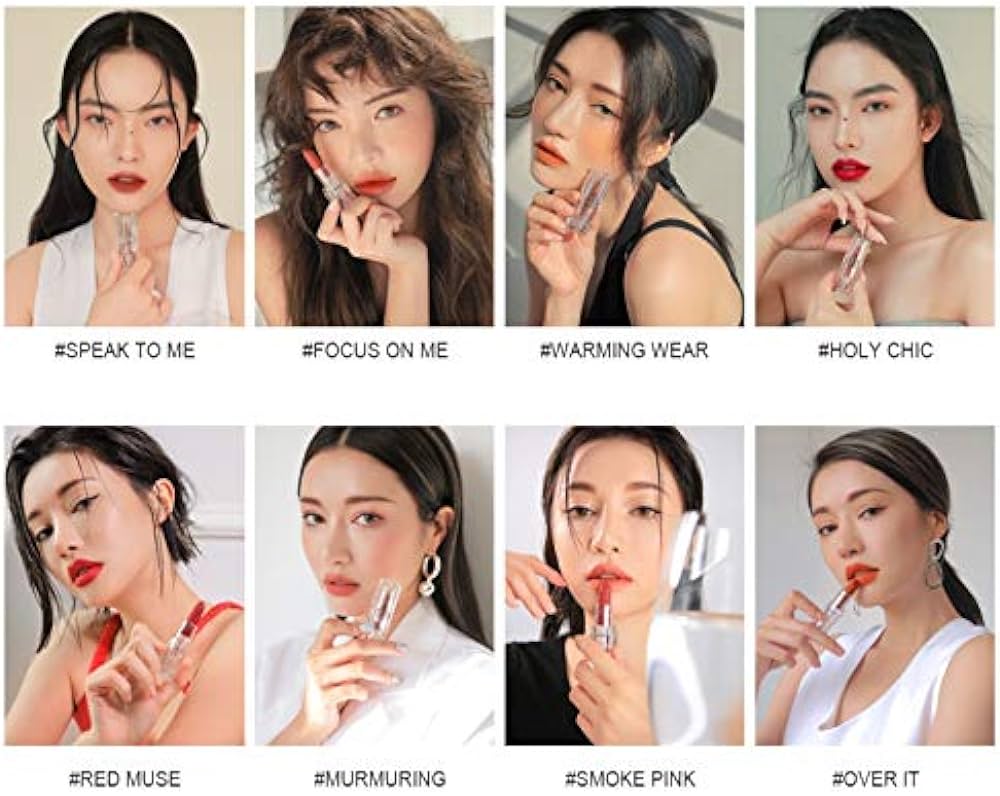 #SPEAK TO ME
#FOCUS ON ME
#WARMING WEAR
#HOLY CHIC
#RED MUSE
#MURMURING
#SMOKE PINK
#OVER IT